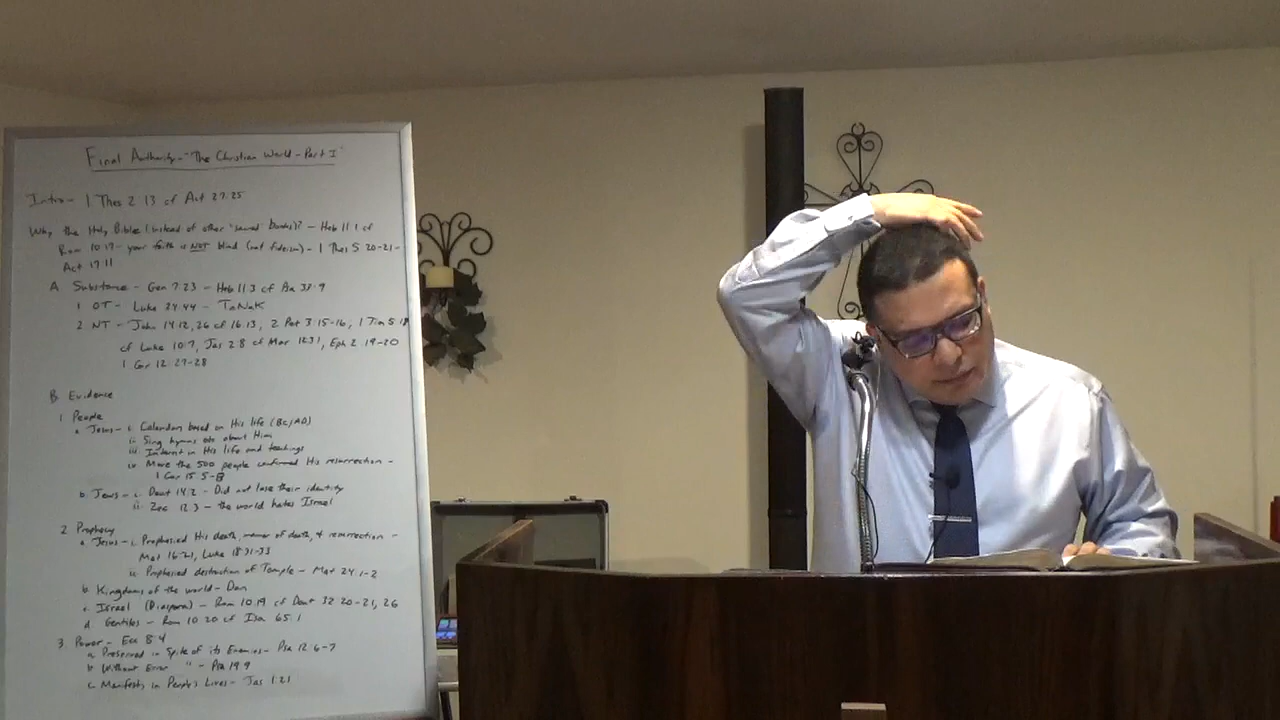 Final Authority - "The Christian World - Part I"
Intro - 1 Thes 2:13 cf Act 27:25
Why the Holy Bible (instead of other "sacred books)? - Heb 11:1 cf
Rom 10:17 - your faith is NOT blind (not fideism) - 1 Thes 5:20-21 -
Act 17:11
A. Substance - Gen 7:23 - Heb 11:3 cf Psa 33:9
1. OT - Luke 24:44 - TaNaK
2. NT - John 14:12, 26 cf 16:13, 2 Pet 3:15-16, 1 Tim 5:18
cf Luke 10:7, Jas 2:8 cf Mar 12:31, Eph 2:19-20
1 Cor 12:27-28
B. Evidence
1. People
a. Jesus - i. Calendar based on His life (BC/AD)
ii. Sing hymns etc about Him
iii. Interest in His life and teachings
iv. More the 500 people confirmed His resurrection -
1 Cor 15:5-8
b. Jews - i. Deut 14:2 - Did not lose their identity
ii. Zec 12:3 - the world hates Israel
2. Prophecy
a. Jesus - i. Prophesied His death, manner of death, & resurrection -
Mat 16:21, Luke 18:31-33
ii. Prophesied destruction of Temple - Mat 24:1-2
b. Kingdoms of the world - Dan
c. Israel (Diaspora) - Rom 10:19 cf Deut 32:20-21, 26
d. Gentiles - Rom 10:20 cf Isa 65:1
3. Power - Ecc 8:4
a. Preserved in Spite of its Enemies - Psa 12:6-7
b. Without Error " - Psa 19:9
c. Manifests in People's Lives - Jas 1:21